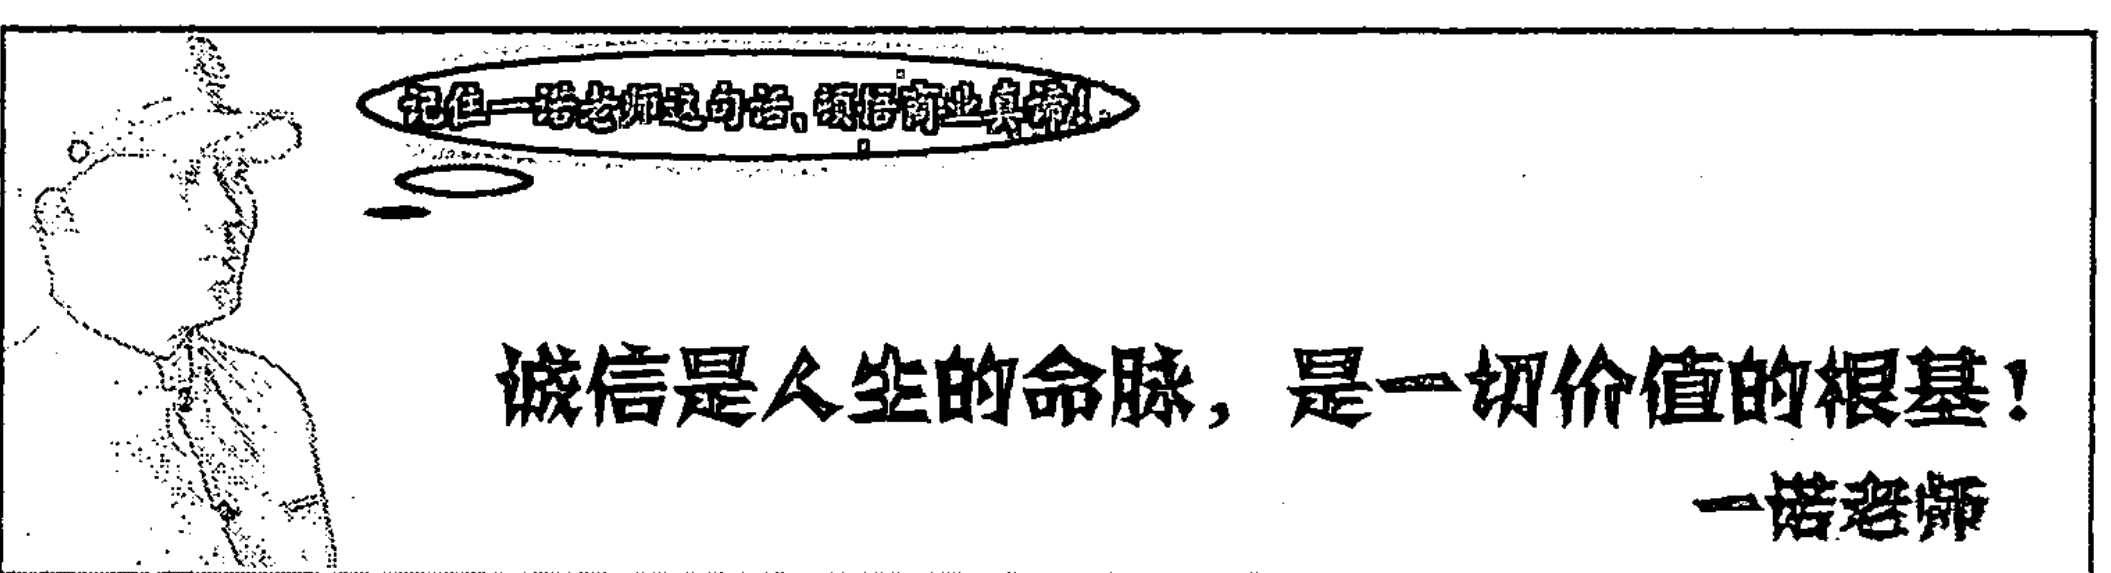 记住一诺老师这句话、领悟商业真谛!
诚信是人生的命脉，是一切价值的根基！
一诺老师